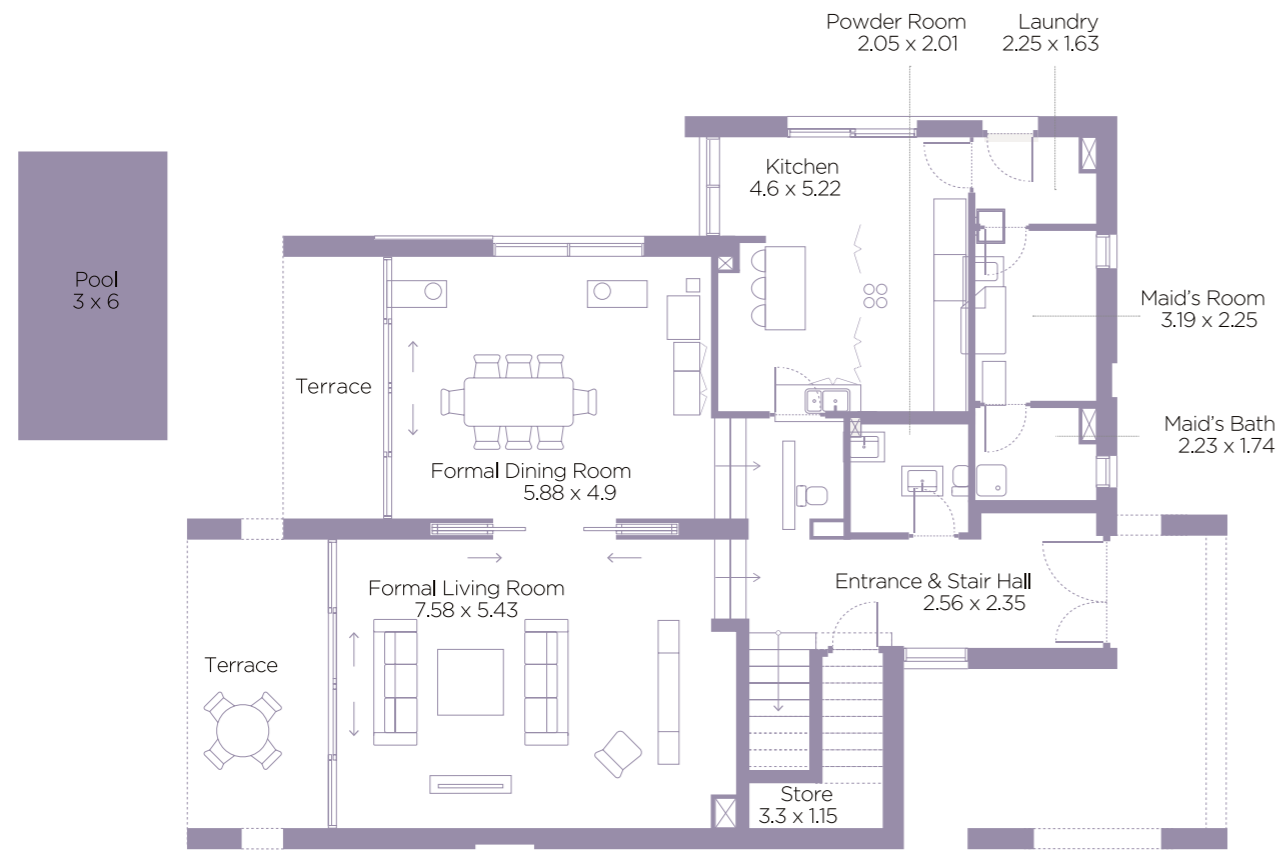 Powder Room
2.05 x 2.01
Laundry
2.25 x 1.63
Kitchen
4.6 x 5.22
Pool
3 x 6
Maid's Room
3.19 x 2.25
Terrace
Maid's Bath
2.23 x 1.74
Formal Dining Room
5.88 x 4.9
Entrance & Stair Hall
2.56 x 2.35
Formal Living Room
7.58 x 5.43
Terrace
Store
3.3 x 1.15